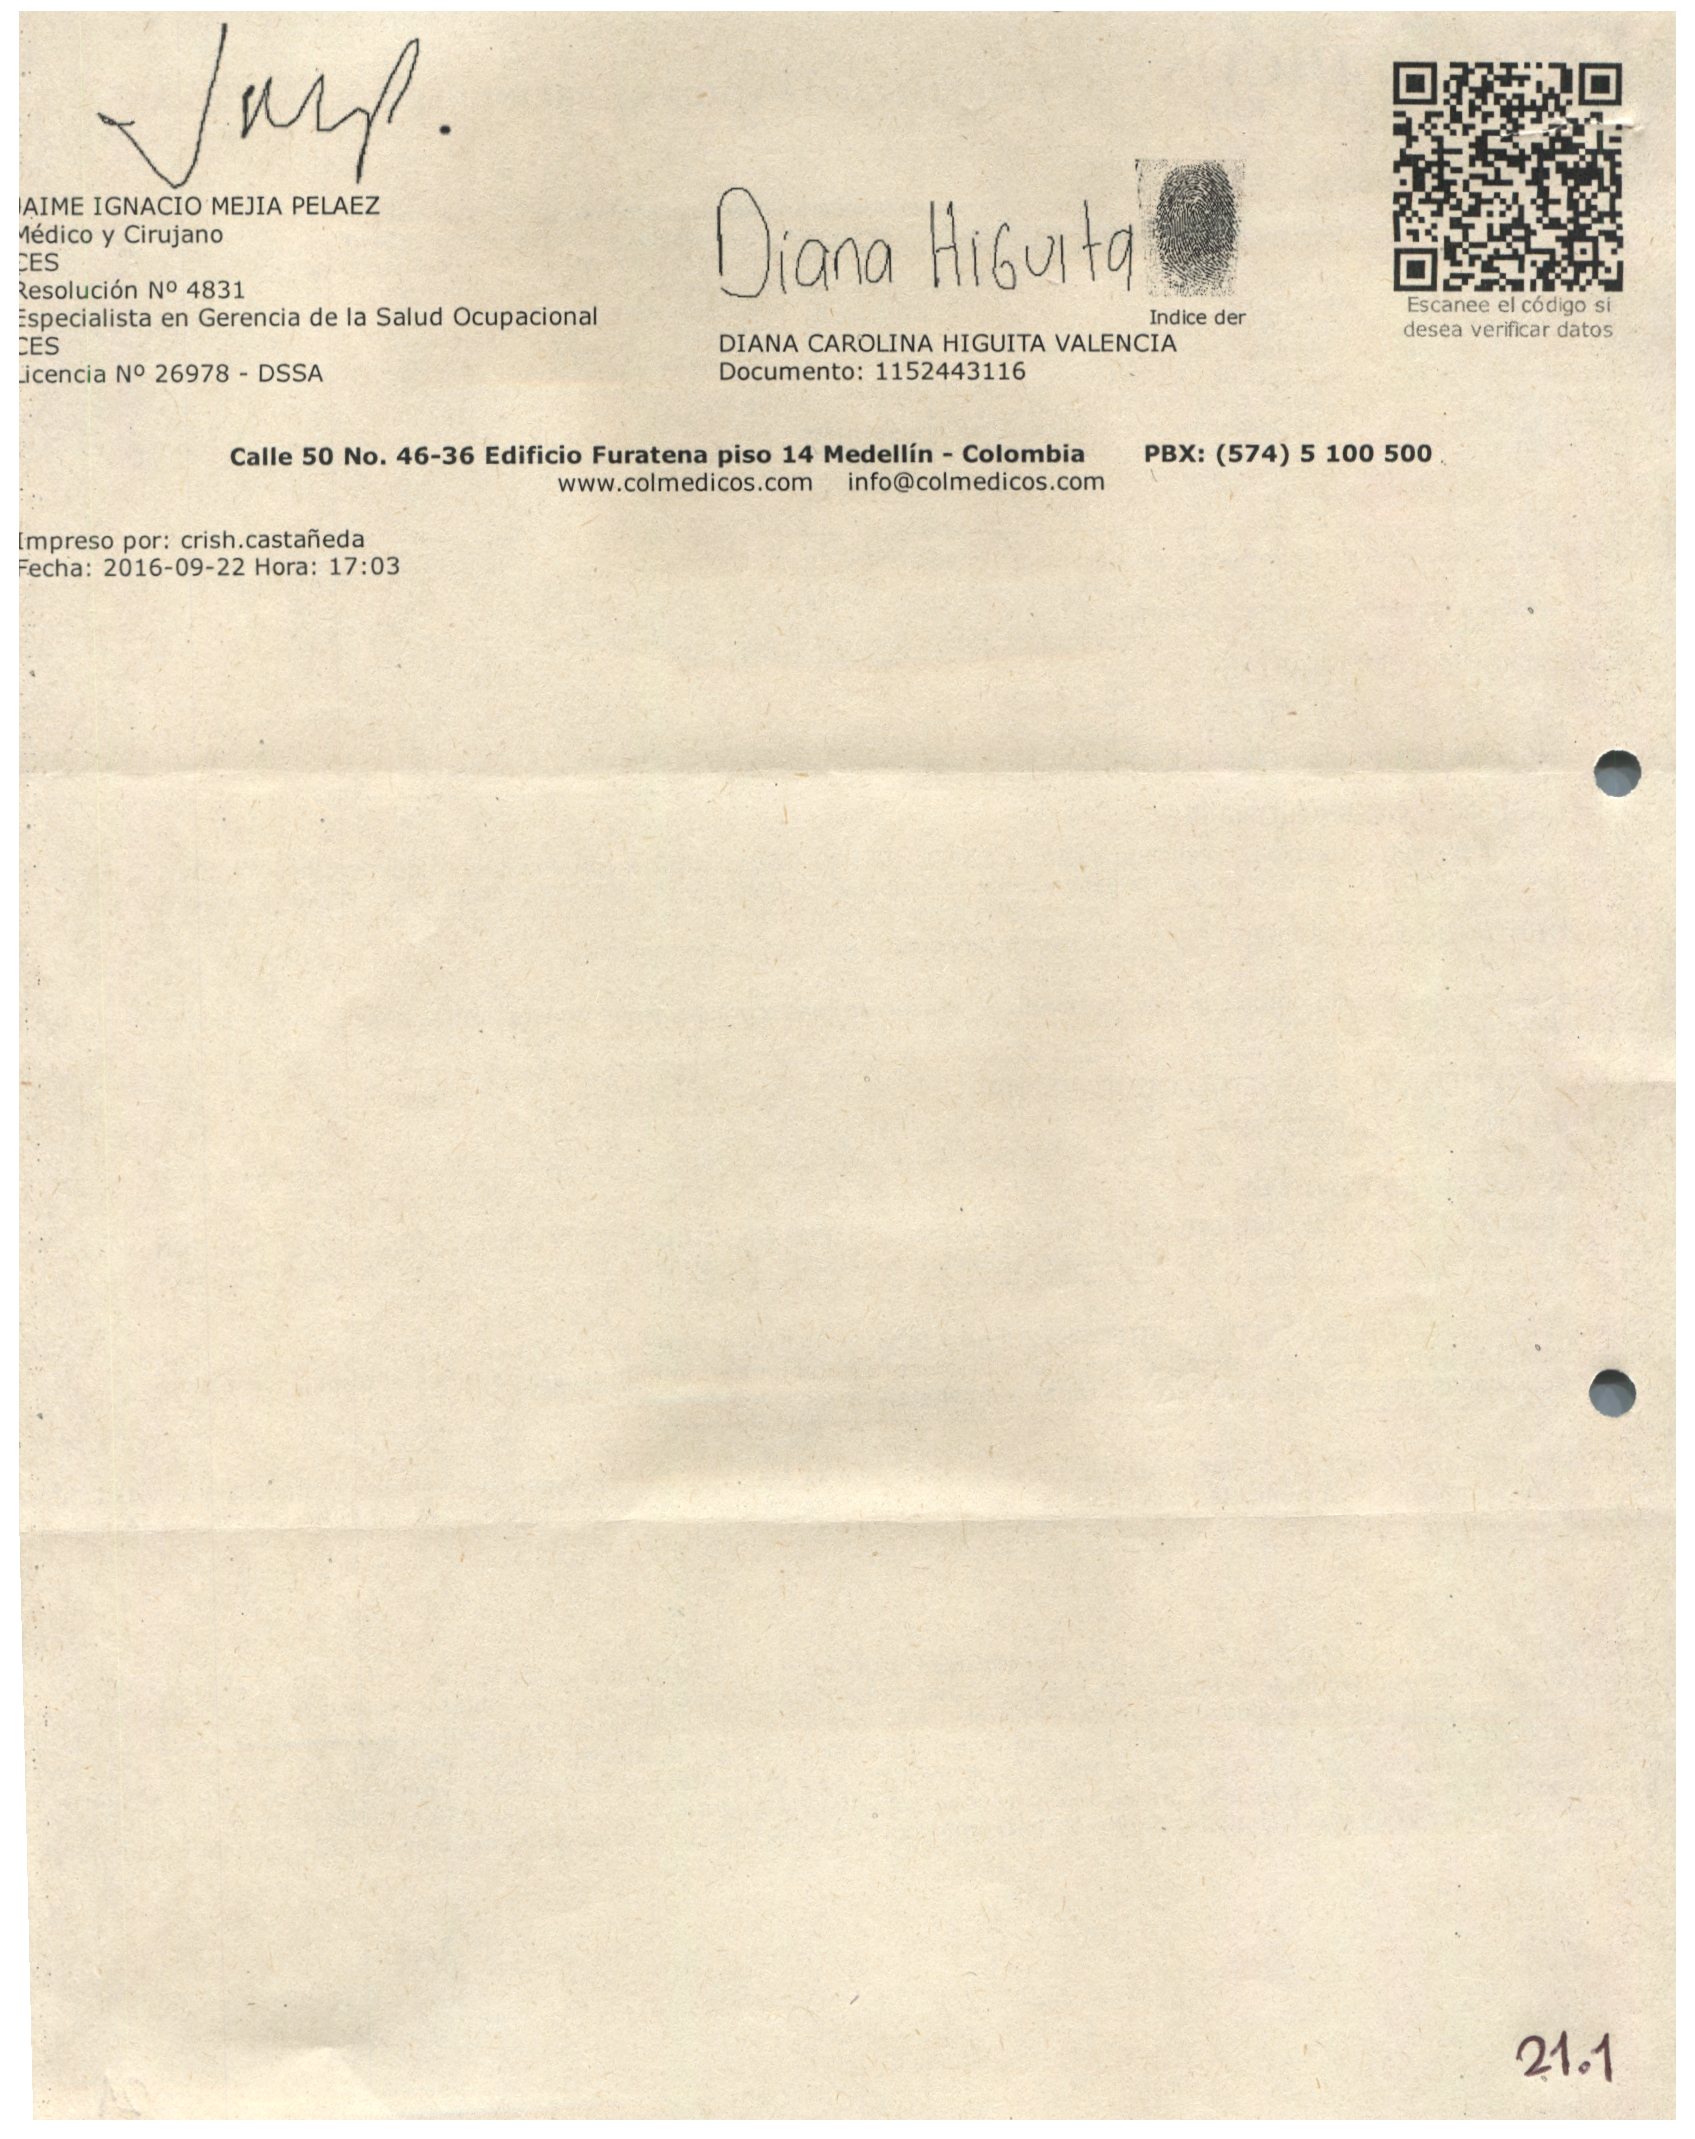 JAIME IGNACIO MEJIA PELAEZ
Médico y Cirujano
CES
Resolución Nº 4831
Especialista en Gerencia de la Salud Ocupacional
CES
Licencia Nº 26978 - DSSA
Diana Higuita
Indice der
DIANA CAROLINA HIGUITA VALENCIA
Documento: 1152443116
Escanee el código si
desea verificar datos
Calle 50 No. 46-36 Edificio Furatena piso 14 Medellín - Colombia PBX: (574) 5 100 500
www.colmedicos.com info@colmedicos.com
Impreso por: crish.castañeda
Fecha: 2016-09-22 Hora: 17:03
21.1